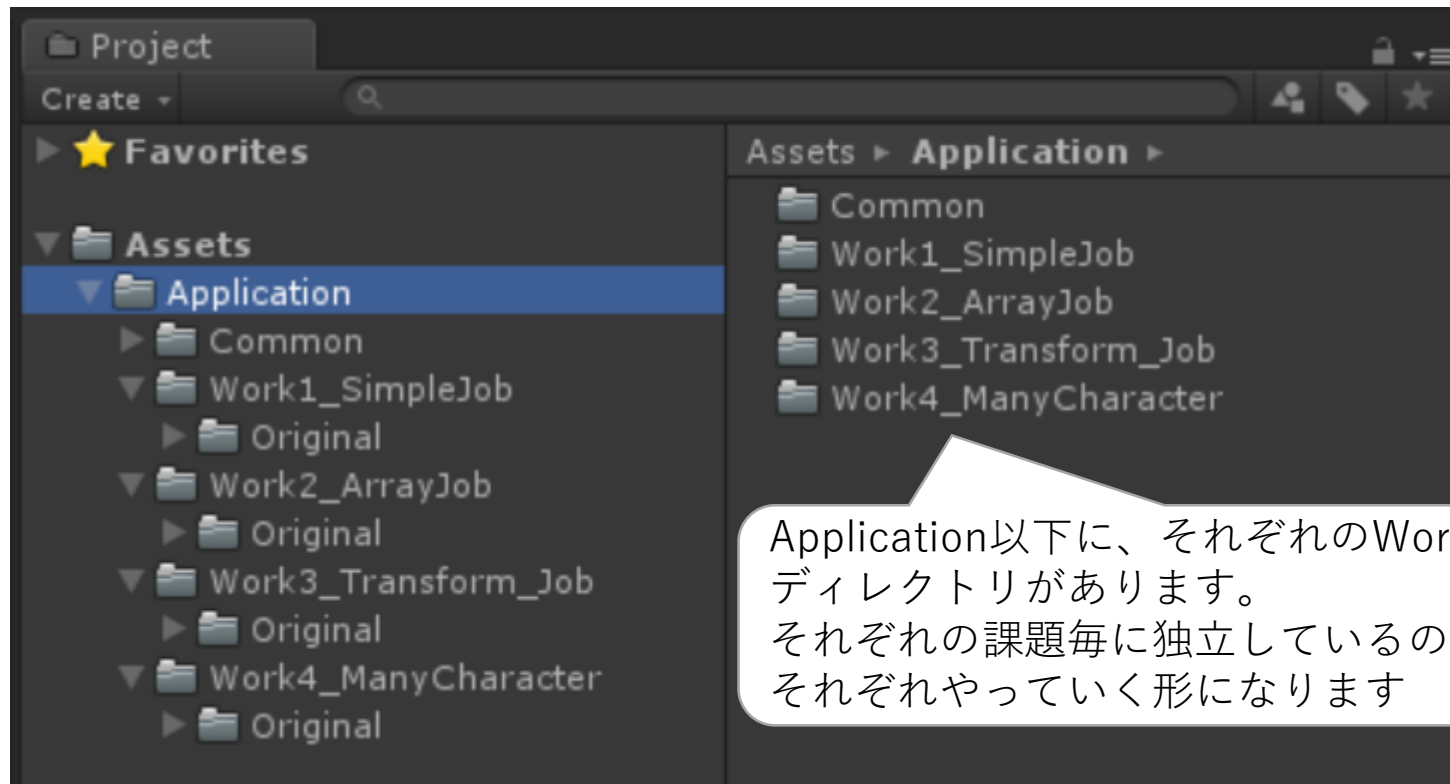 Project
Create
Favorites
Assets
Application
Common
Work1_SimpleJob
Original
Work2_ArrayJob
Original
Work3_Transform_Job
Original
Work4_ManyCharacter
Original
Assets ▸ Application ▸
Common
Work1_SimpleJob
Work2_ArrayJob
Work3_Transform_Job
Work4_ManyCharacter
Application以下に、それぞれのWor
ディレクトリがあります。
それぞれの課題毎に独立しているの
それぞれやっていく形になります